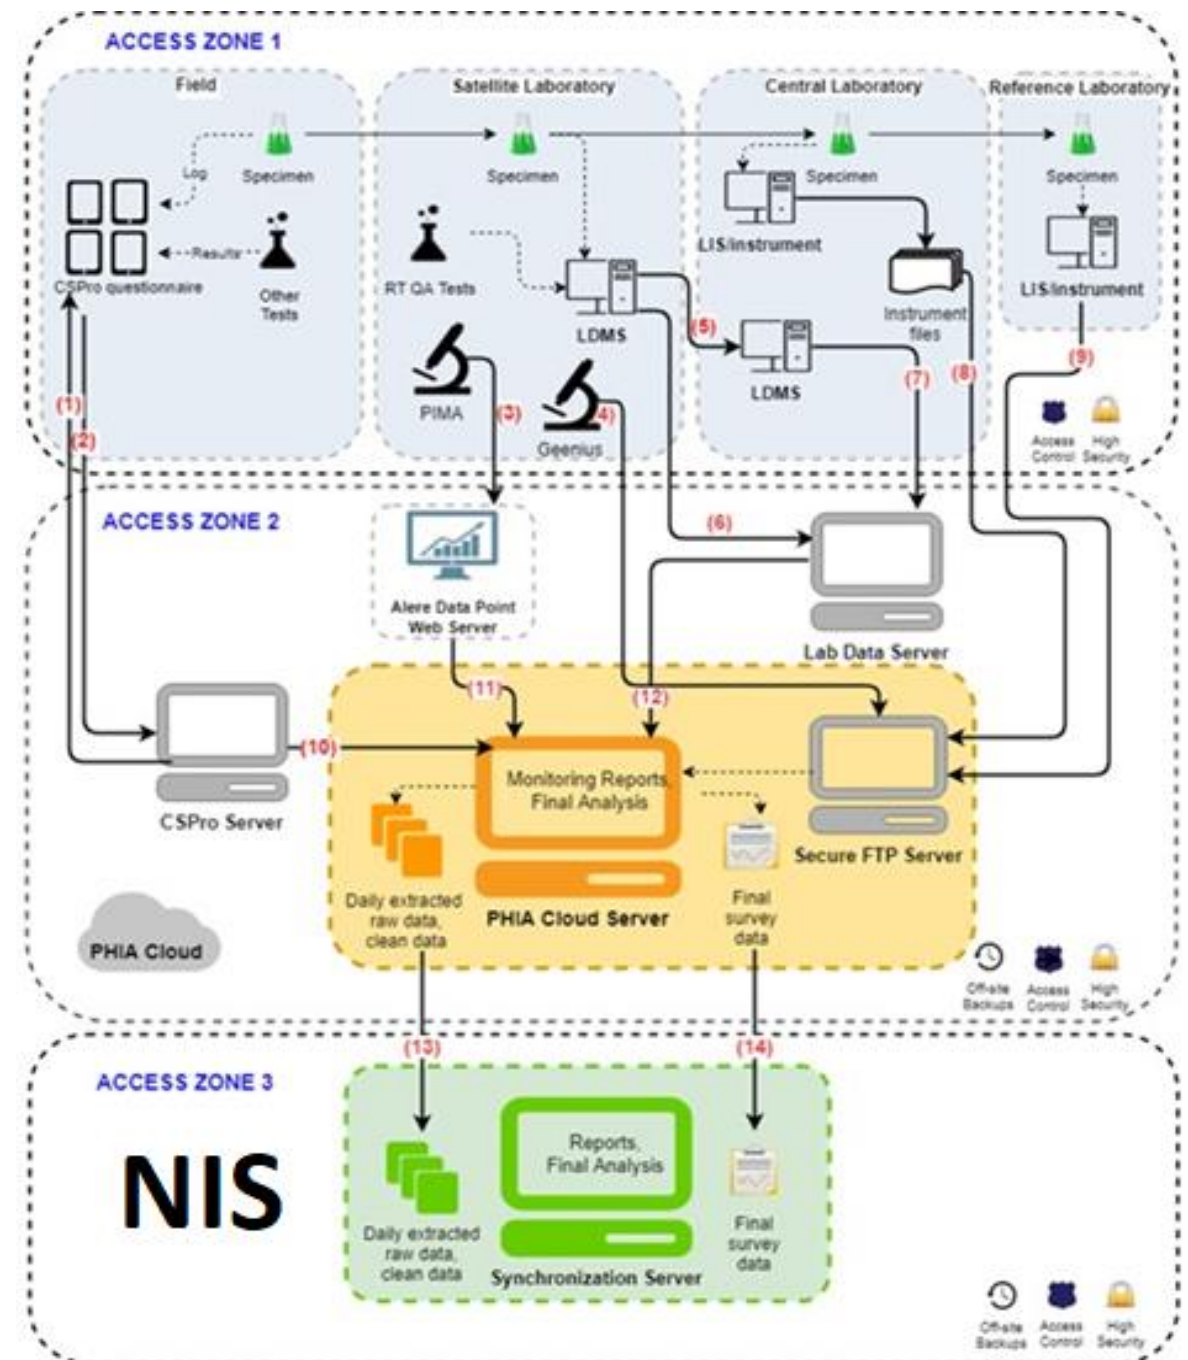 ACCESS ZONE 1
Field
Satellite Laboratory
Central Laboratory
Reference Laboratory
Log
Specimen
Specimen
Specimen
Specimen
Results
CSPro questionnaire
Other
Tests
RT QA Tests
LDMS
LIS/instrument
Instrument
files
LIS/instrument
PIMA
Geenius
LDMS
(1)
(2)
(3)
(4)
(5)
(7)
(8)
(9)
Access
Control
High
Security
ACCESS ZONE 2
(6)
Alere Data Point
Web Server
Lab Data Server
(11)
(12)
(10)
CSPro Server
Monitoring Reports,
Final Analysis
PHIA Cloud Server
Secure FTP Server
Daily extracted
raw data,
clean data
Final
survey
data
PHIA Cloud
Off-site
Backups
Access
Control
High
Security
(13)
(14)
ACCESS ZONE 3
NIS
Reports,
Final Analysis
Daily extracted
raw data,
clean data
Synchronization Server
Final
survey
data
Off-site
Backups
Access
Control
High
Security